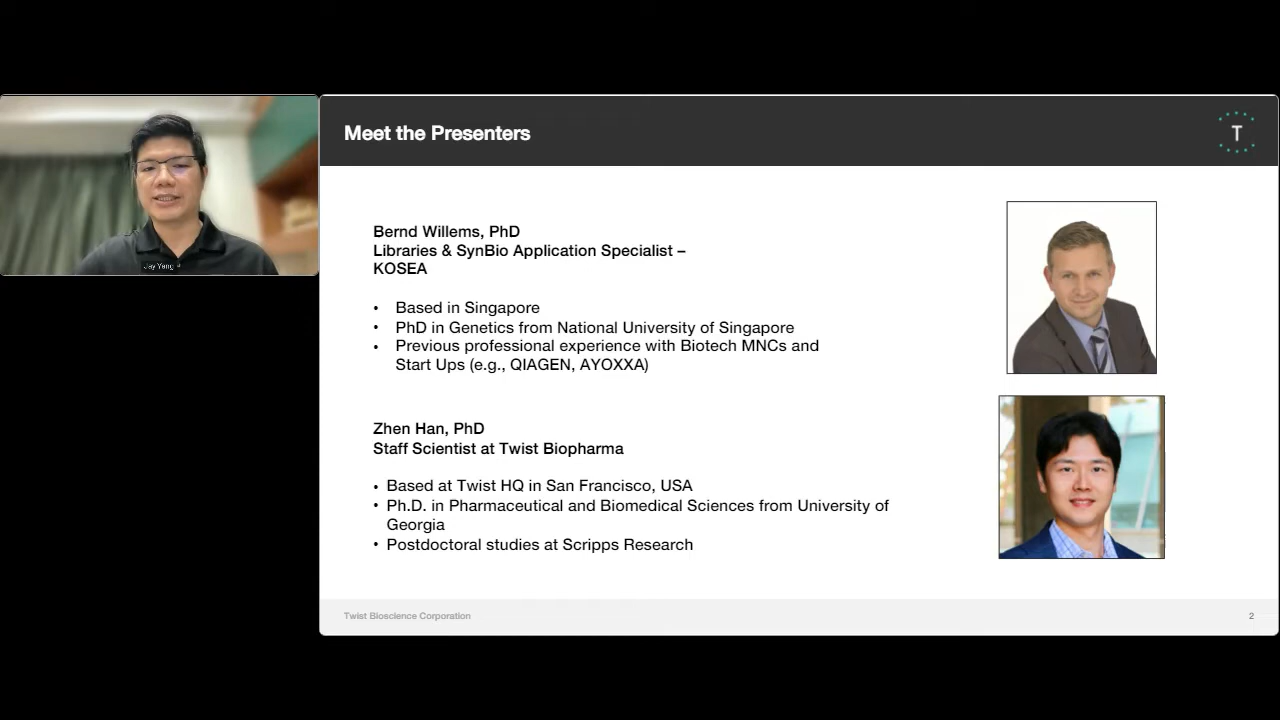 Meet the Presenters
T
Bernd Willems, PhD
Libraries & SynBio Application Specialist –
KOSEA
• Based in Singapore
• PhD in Genetics from National University of Singapore
• Previous professional experience with Biotech MNCs and
Start Ups (e.g., QIAGEN, AYOXXA)
Jay Yang
Zhen Han, PhD
Staff Scientist at Twist Biopharma
• Based at Twist HQ in San Francisco, USA
• Ph.D. in Pharmaceutical and Biomedical Sciences from University of
Georgia
• Postdoctoral studies at Scripps Research
Twist Bioscience Corporation
2